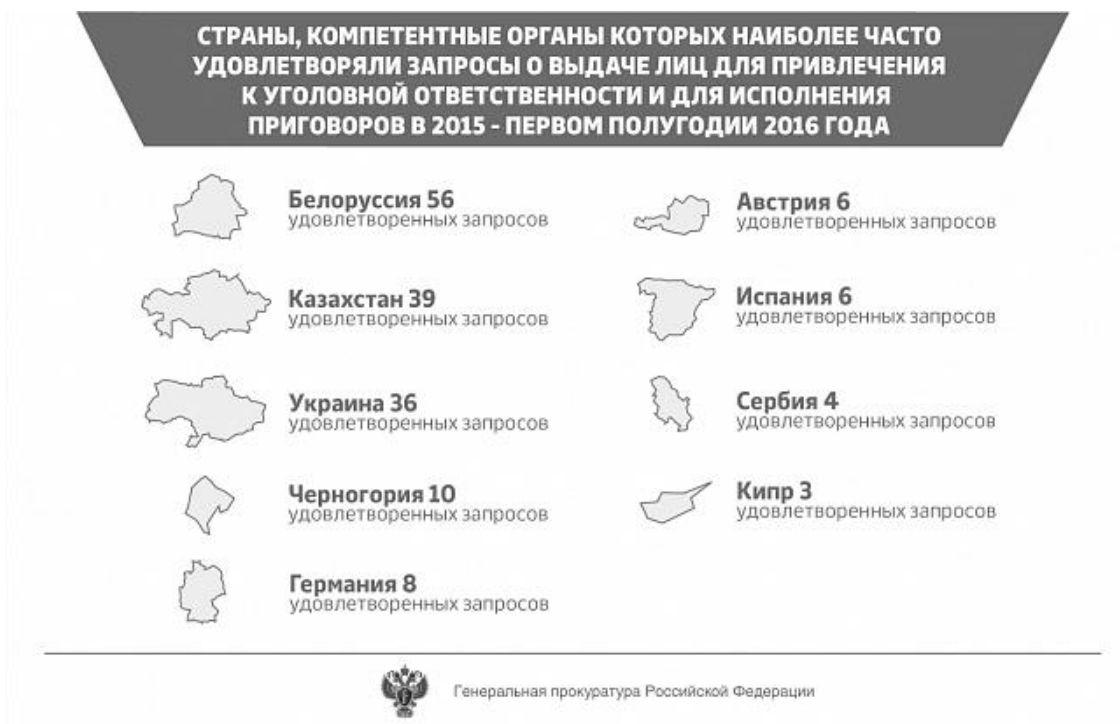 СТРАНЫ, КОМПЕТЕНТНЫЕ ОРГАНЫ КОТОРЫХ НАИБОЛЕЕ ЧАСТО
УДОВЛЕТВОРЯЛИ ЗАПРОСЫ О ВЫДАЧЕ ЛИЦ ДЛЯ ПРИВЛЕЧЕНИЯ
К УГОЛОВНОЙ ОТВЕТСТВЕННОСТИ И ДЛЯ ИСПОЛНЕНИЯ
ПРИГОВОРОВ В 2015 - ПЕРВОМ ПОЛУГОДИИ 2016 ГОДА
Белоруссия 56
удовлетворенных запросов
Казахстан 39
удовлетворенных запросов
Украина 36
удовлетворенных запросов
Черногория 10
удовлетворенных запросов
Германия 8
удовлетворенных запросов
Австрия 6
удовлетворенных запросов
Испания 6
удовлетворенных запросов
Сербия 4
удовлетворенных запросов
Кипр 3
удовлетворенных запросов
Генеральная прокуратура Российской Федерации